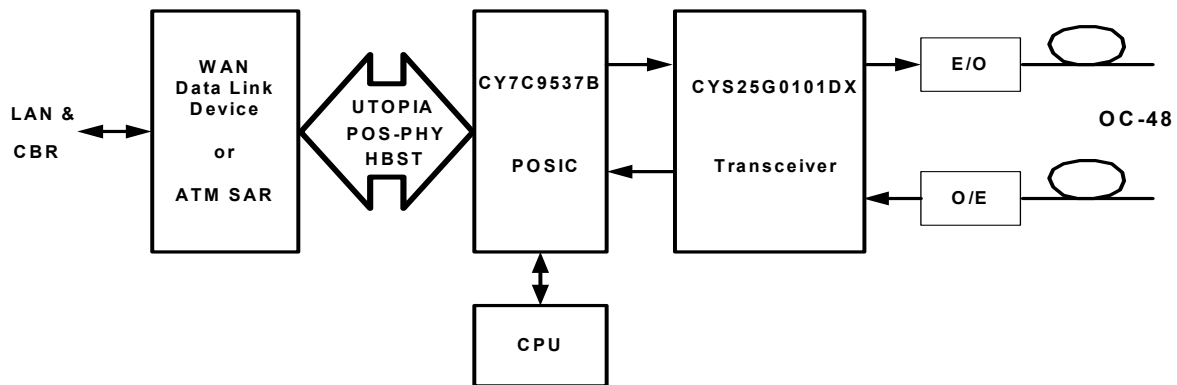 LAN &
CBR
WAN
Data Link
Device
or
ATM SAR
UTOPIA
POS-PHY
HBST
CY7C9537B
POSIC
CPU
CYS25G0101DX
Transceiver
E/O
O/E
OC-48